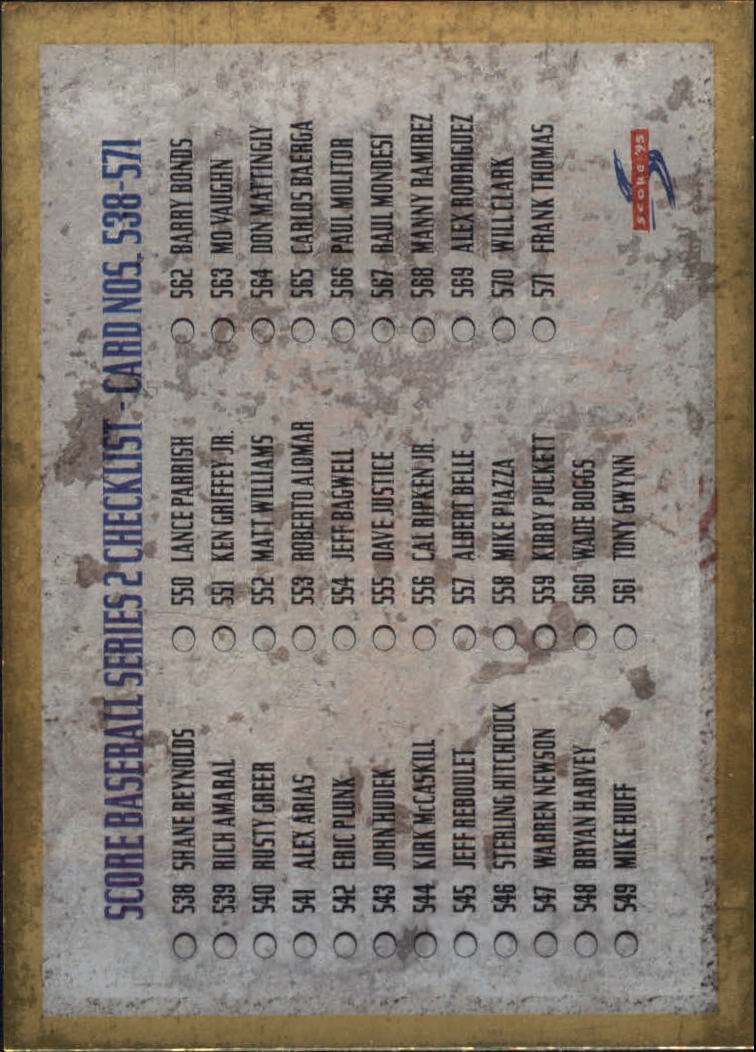 SCORE BASEBALL SERIES 2 CHECKLIST - CARD NOS. 538-571
538 SHANE REYNOLDS
539 RICH AMARAL
540 RUSTY GREER
541 ALEX ARIAS
542 ERIC PLUNK
543 JOHN HUDEK
544 KIRK McCASKILL
545 JEFF REBOULET
546 STERLING HITCHCOCK
547 WARREN NEWSON
548 BRYAN HARVEY
549 MIKE HUFF
550 LANCE PARRISH
551 KEN GRIFFEY JR.
552 MATT WILLIAMS
553 ROBERTO ALOMAR
554 JEFF BAGWELL
555 DAVE JUSTICE
556 CAL RIPKEN JR.
557 ALBERT BELLE
558 MIKE PIAZZA
559 KIRBY PUCKETT
560 WADE BOGGS
561 TONY GWYNN
562 BARRY BONDS
563 MO VAUGHN
564 DON MATTINGLY
565 CARLOS BAERGA
566 PAUL MOLITOR
567 RAUL MONDESI
568 MANNY RAMIREZ
569 ALEX RODRIGUEZ
570 WILL CLARK
571 FRANK THOMAS
SCORE '95